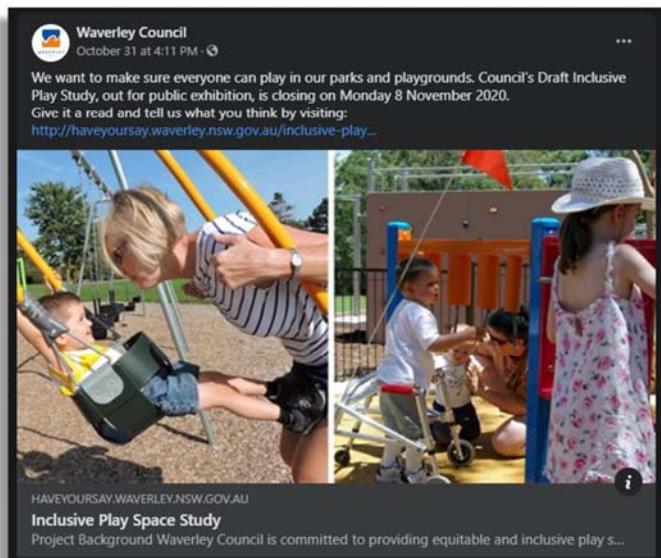 Waverley Council
October 31 at 4:11 PM ·
We want to make sure everyone can play in our parks and playgrounds. Council's Draft Inclusive
Play Study, out for public exhibition, is closing on Monday 8 November 2020.
Give it a read and tell us what you think by visiting:
http://haveyoursay.waverley.nsw.gov.au/inclusive-play...
HAVEYOURSAY.WAVERLEY.NSW.GOV.AU
Inclusive Play Space Study
Project Background Waverley Council is committed to providing equitable and inclusive play s...